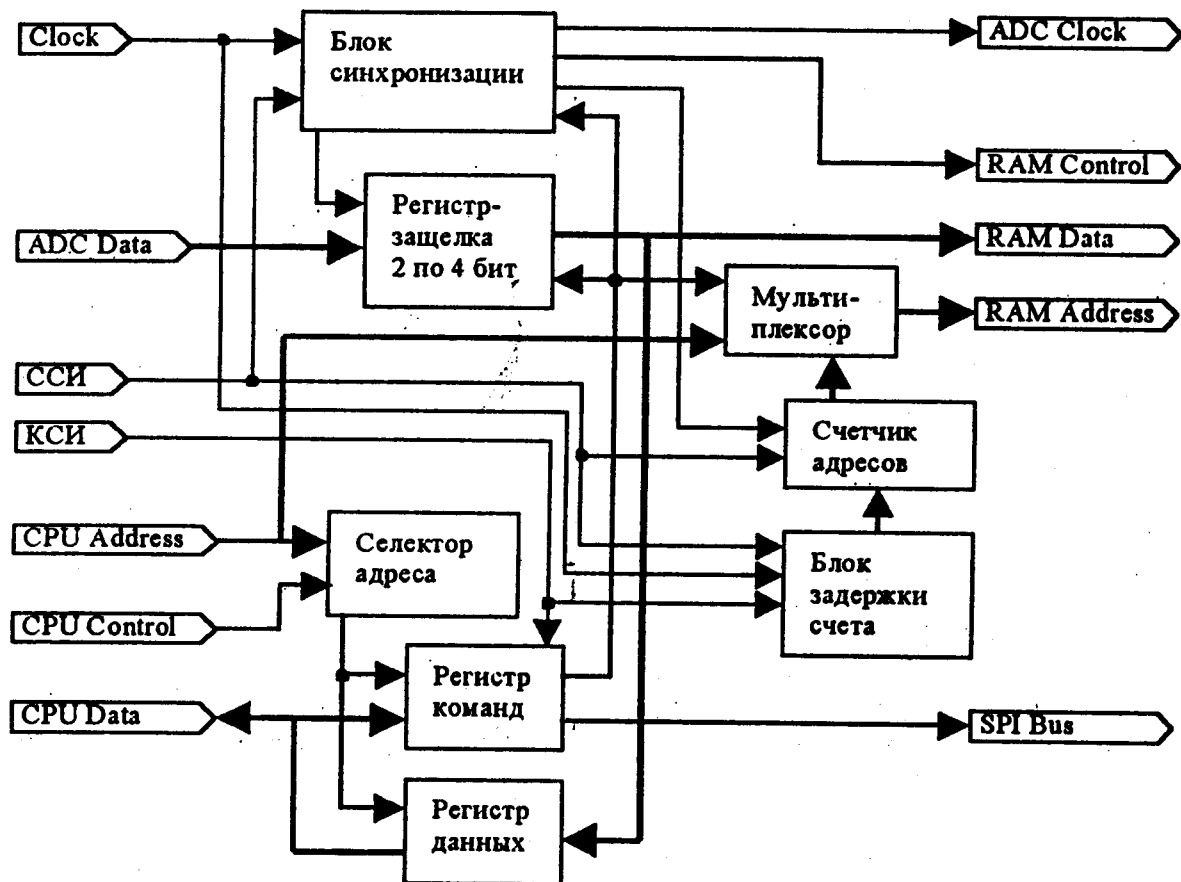 Clock
Блок
синхронизации
ADC Clock
RAM Control
ADC Data
Регистр-
защелка
2 по 4 бит
RAM Data
Мульти-
плексор
RAM Address
ССИ
КСИ
Счетчик
адресов
CPU Address
Селектор
адреса
Блок
задержки
счета
CPU Control
CPU Data
Регистр
команд
SPI Bus
Регистр
данных